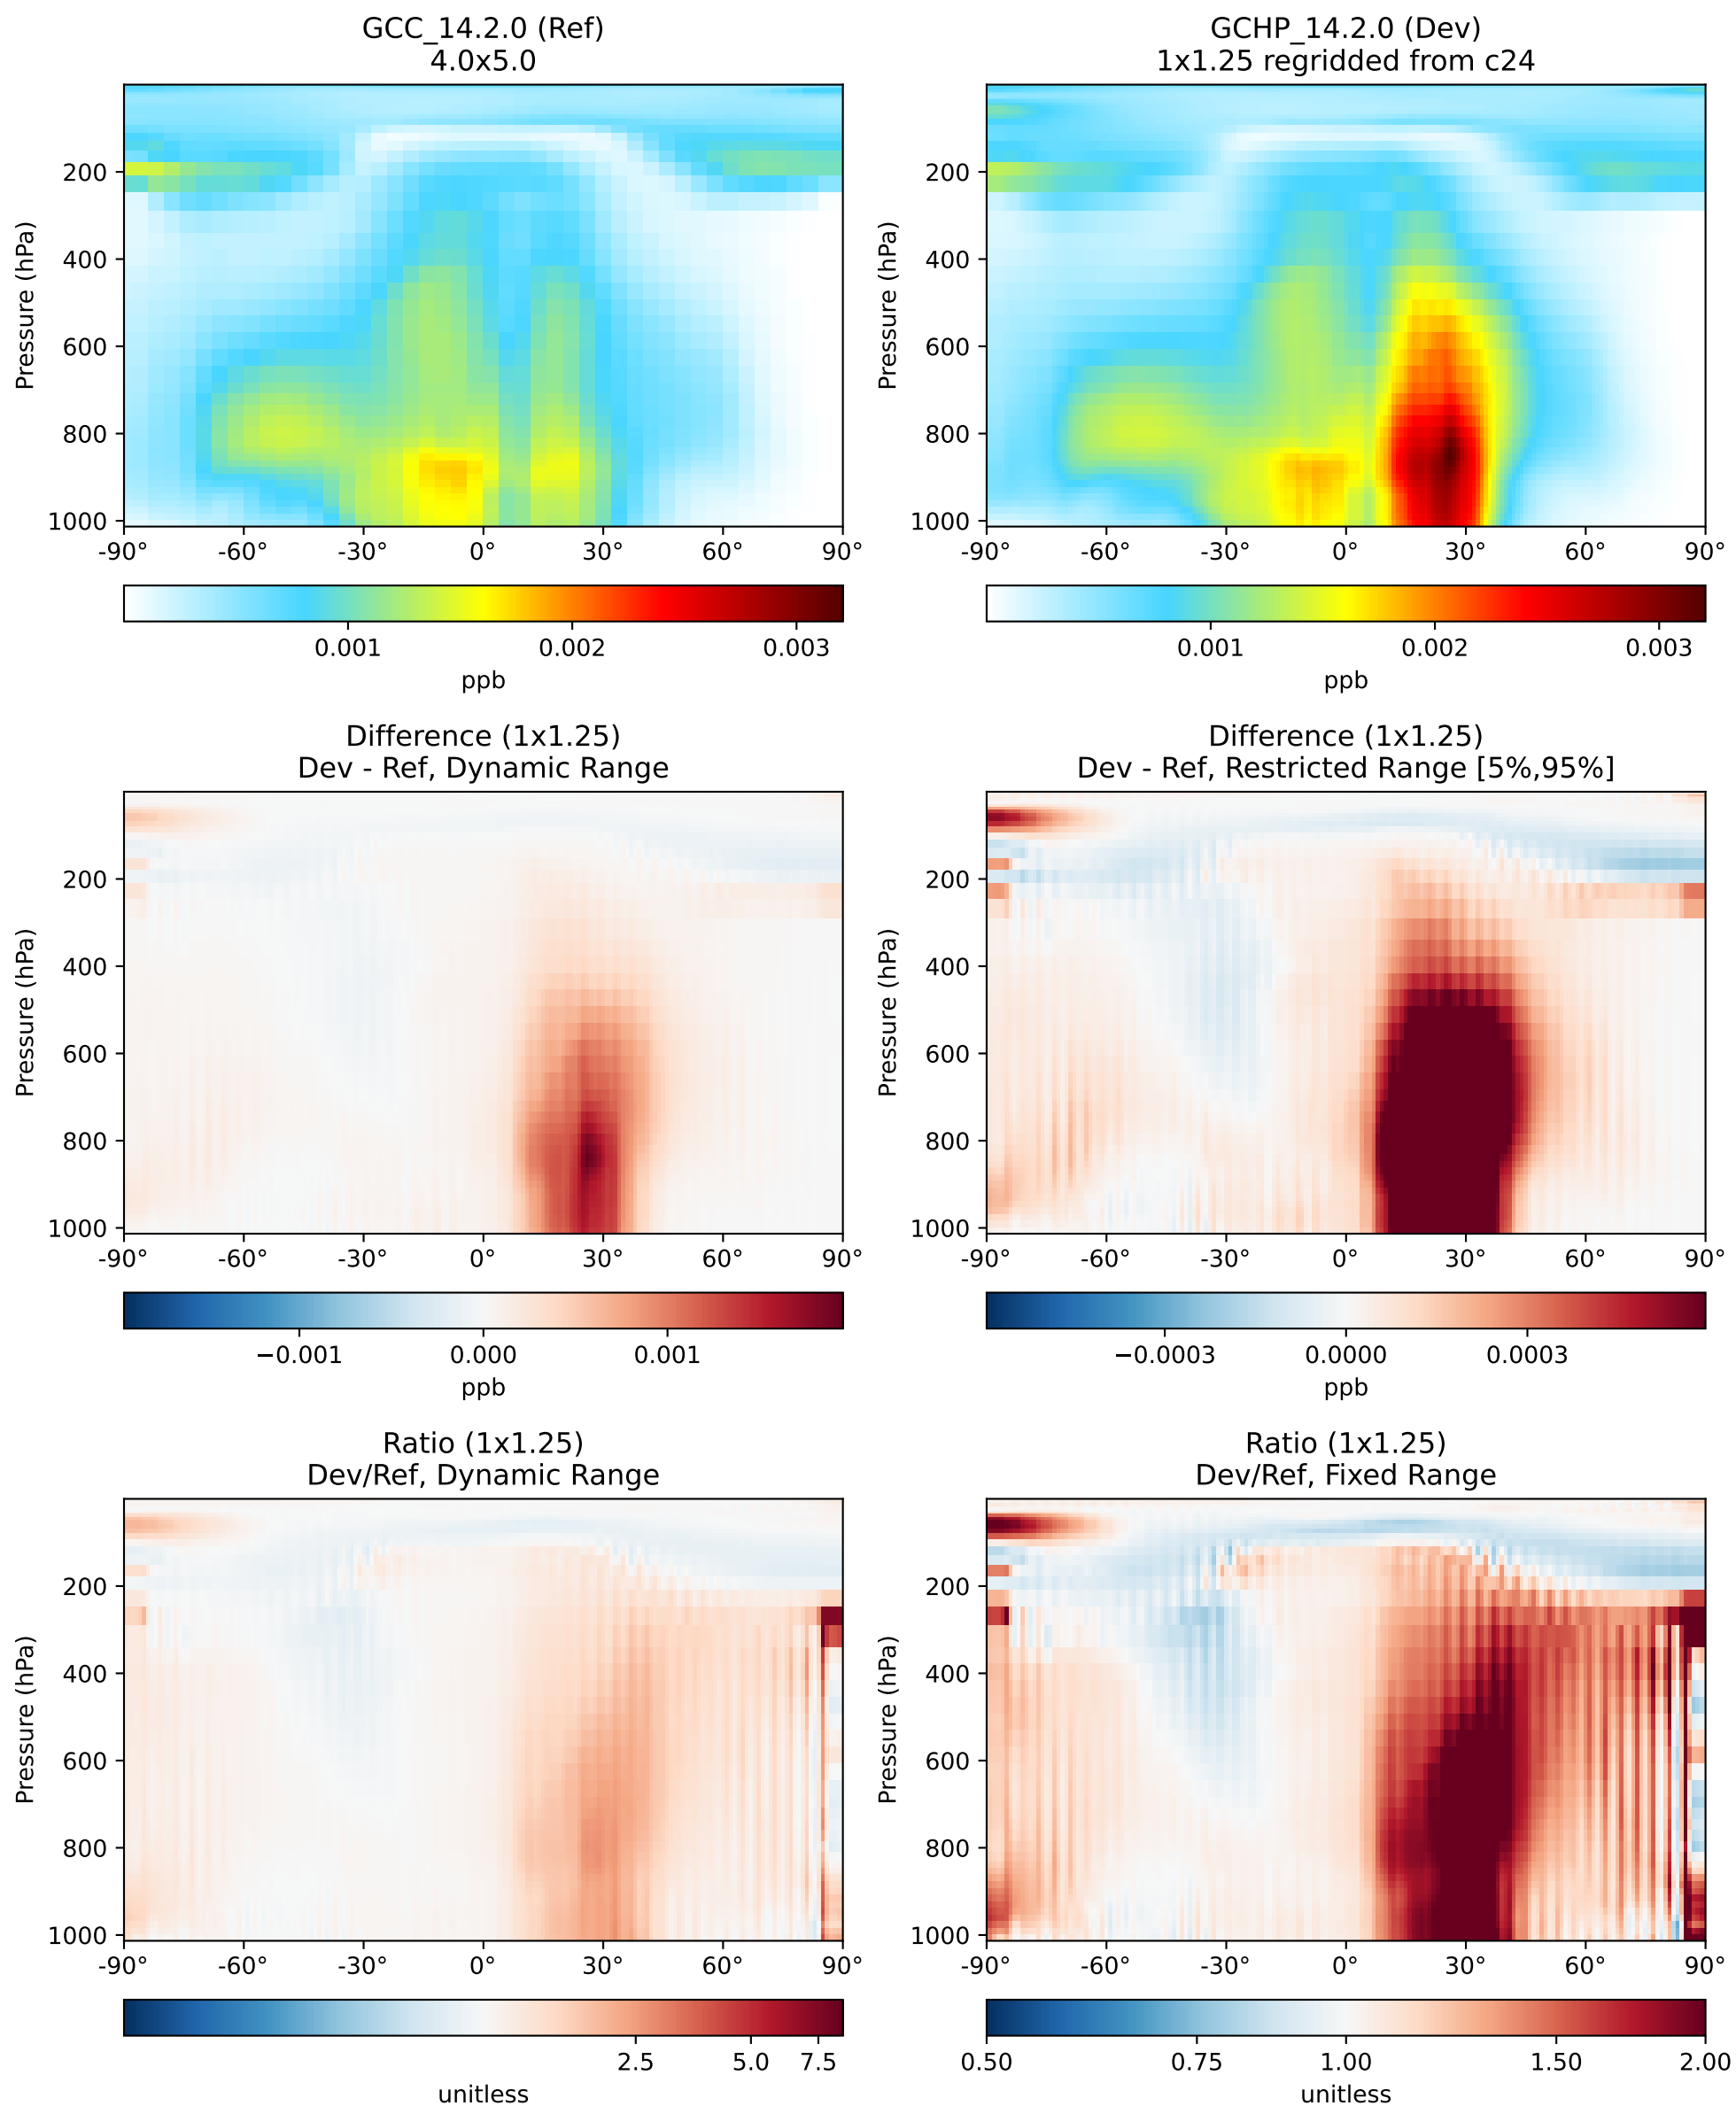 GCC_14.2.0 (Ref)
4.0x5.0
Pressure (hPa)
200
400
600
800
1000
-90° -60° -30° 0° 30° 60° 90°
0.001 0.002 0.003
ppb
GCHP_14.2.0 (Dev)
1x1.25 regridded from c24
Pressure (hPa)
200
400
600
800
1000
-90° -60° -30° 0° 30° 60° 90°
0.001 0.002 0.003
ppb
Difference (1x1.25)
Dev - Ref, Dynamic Range
Pressure (hPa)
200
400
600
800
1000
-90° -60° -30° 0° 30° 60° 90°
−0.001 0.000 0.001
ppb
Difference (1x1.25)
Dev - Ref, Restricted Range [5%,95%]
Pressure (hPa)
200
400
600
800
1000
-90° -60° -30° 0° 30° 60° 90°
−0.0003 0.0000 0.0003
ppb
Ratio (1x1.25)
Dev/Ref, Dynamic Range
Pressure (hPa)
200
400
600
800
1000
-90° -60° -30° 0° 30° 60° 90°
2.5 5.0 7.5
unitless
Ratio (1x1.25)
Dev/Ref, Fixed Range
Pressure (hPa)
200
400
600
800
1000
-90° -60° -30° 0° 30° 60° 90°
0.50 0.75 1.00 1.50 2.00
unitless